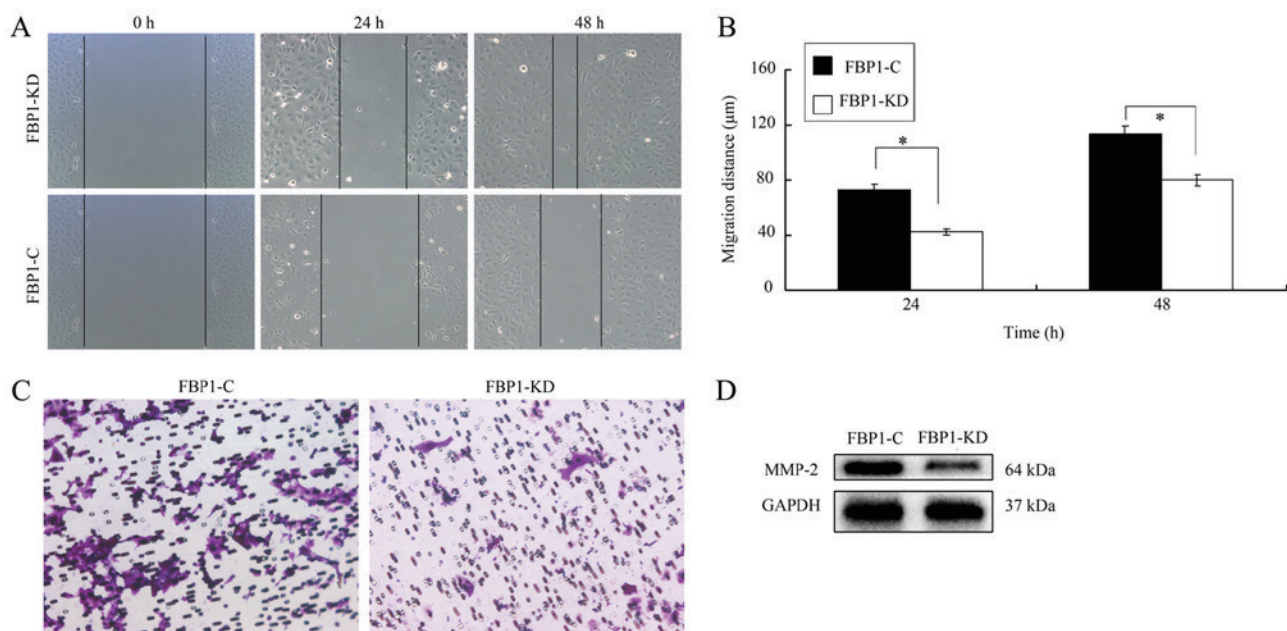 A
0 h
24 h
48 h
FBP1-KD
FBP1-C
B
FBP1-C
FBP1-KD
Migration distance (μm)
160
120
80
40
0
*
*
24
48
Time (h)
C
FBP1-C
FBP1-KD
D
FBP1-C FBP1-KD
MMP-2 64 kDa
GAPDH 37 kDa